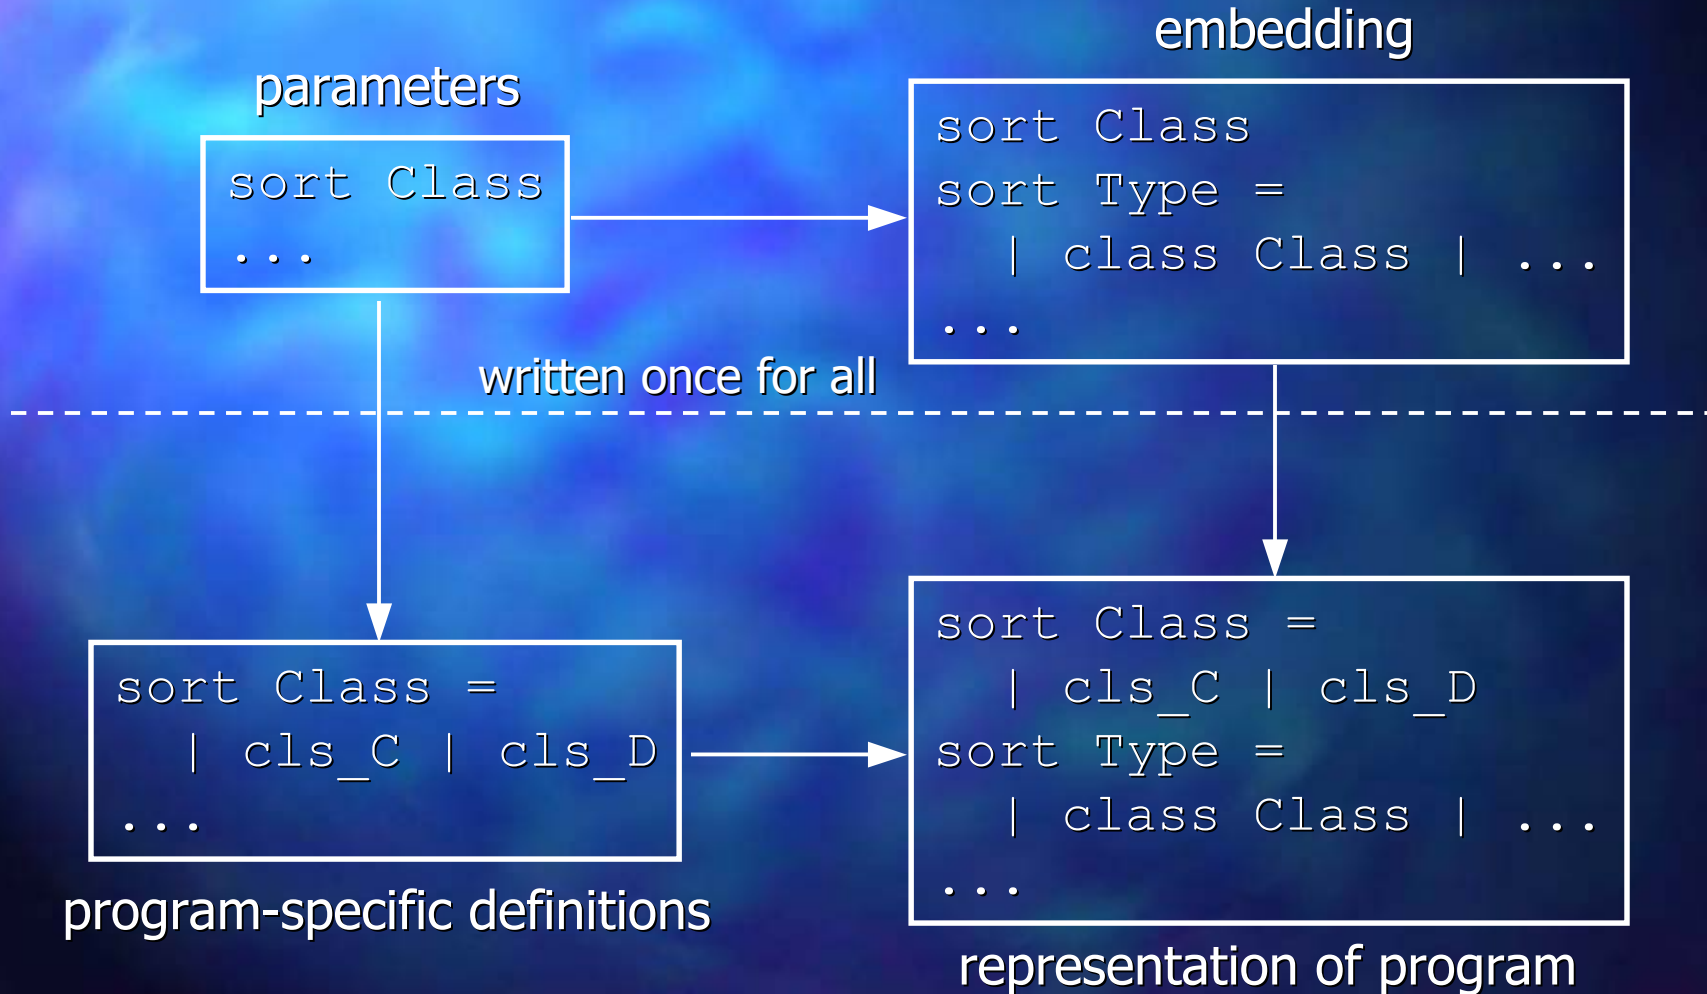 parameters
sort Class
...
embedding
sort Class
sort Type =
| class Class | ...
...
written once for all
sort Class =
| cls_C | cls_D
...
program-specific definitions
sort Class =
| cls_C | cls_D
sort Type =
| class Class | ...
...
representation of program